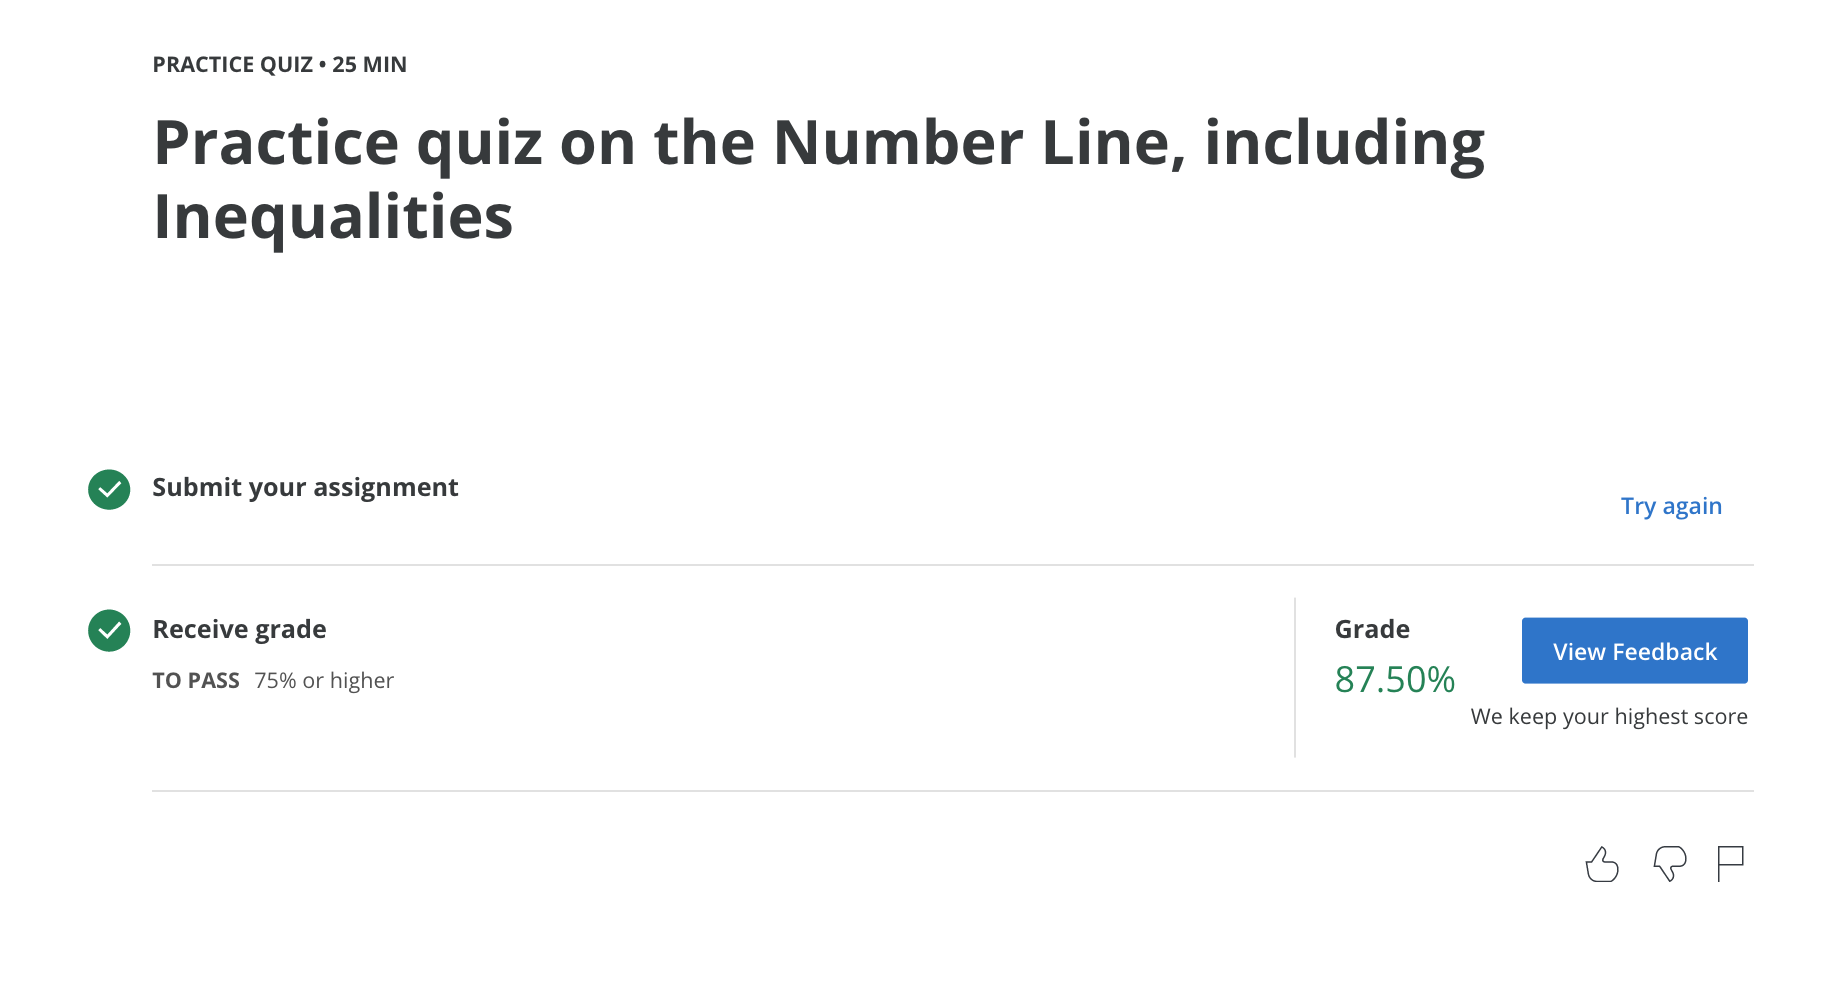 PRACTICE QUIZ • 25 MIN
Practice quiz on the Number Line, including
Inequalities
Submit your assignment
Try again
Receive grade
TO PASS 75% or higher
Grade
87.50%
View Feedback
We keep your highest score